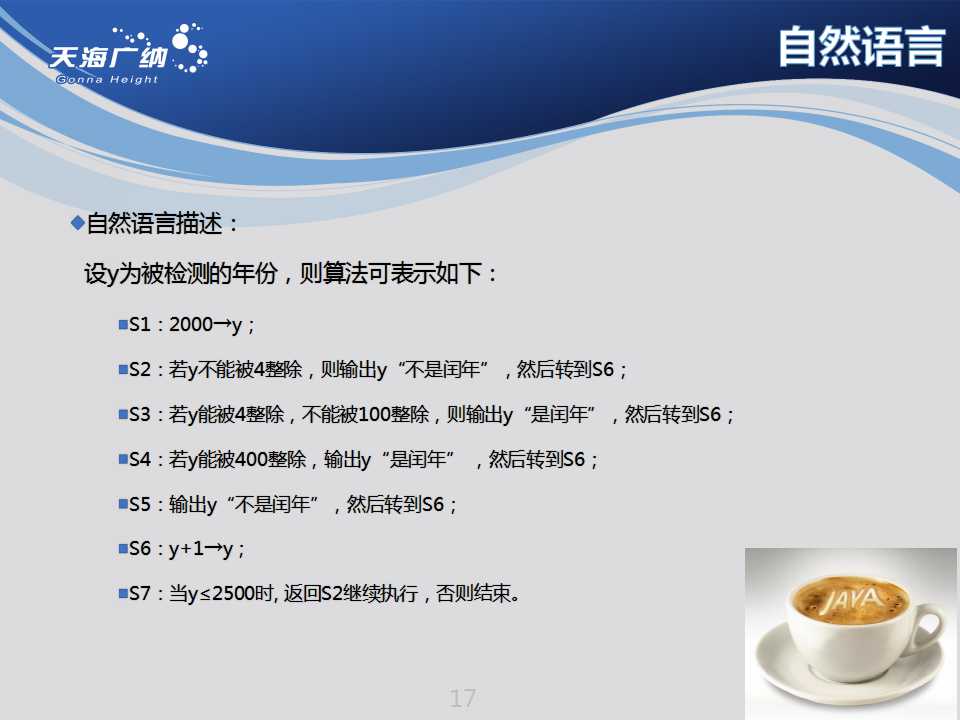 天海广纳
Gonna Height
自然语言
自然语言描述：
设y为被检测的年份，则算法可表示如下：
S1：2000→y；
S2：若y不能被4整除，则输出y“不是闰年”，然后转到S6；
S3：若y能被4整除，不能被100整除，则输出y“是闰年”，然后转到S6；
S4：若y能被400整除，输出y“是闰年” ，然后转到S6；
S5：输出y“不是闰年”，然后转到S6；
S6：y+1→y；
S7：当y≤2500时, 返回S2继续执行，否则结束。
JAVA
17